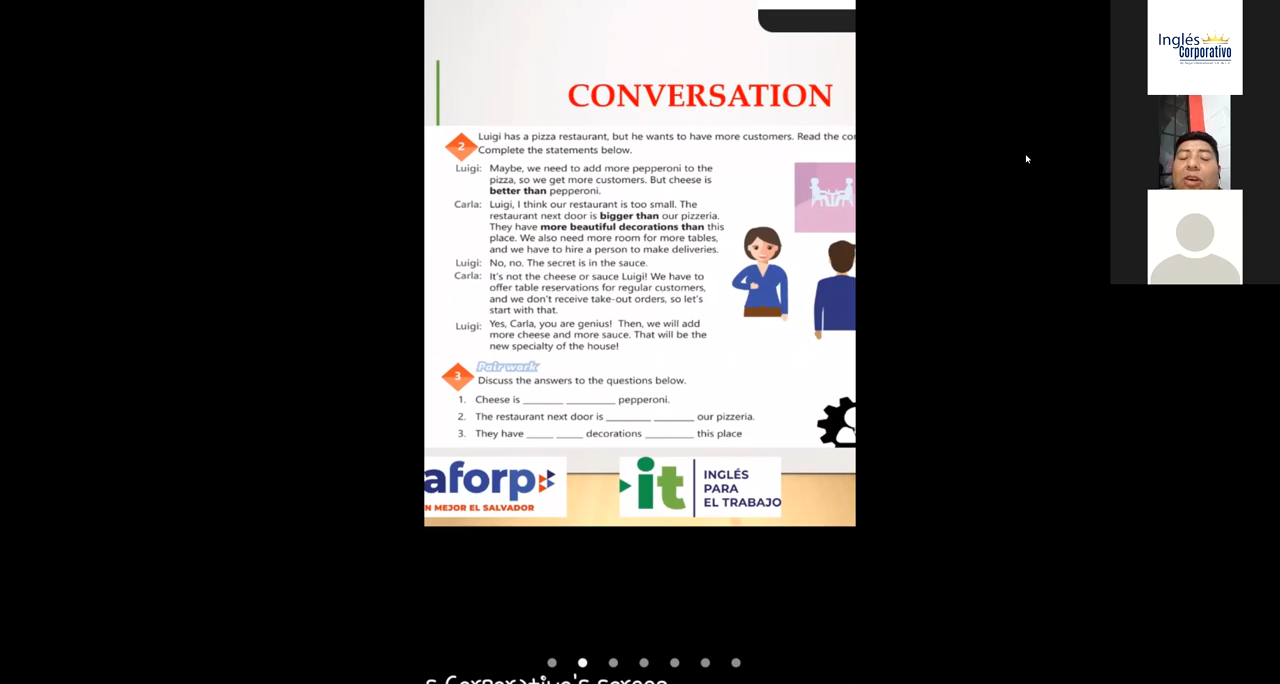 CONVERSATION
2
Luigi has a pizza restaurant, but he wants to have more customers. Read the
Complete the statements below.
Luigi: Maybe, we need to add more pepperoni to the
pizza, so we get more customers. But cheese is
better than pepperoni.
Carla: Luigi, I think our restaurant is too small. The
restaurant next door is bigger than our pizzeria.
They have more beautiful decorations than this
place. We also need more room for more tables,
and we have to hire a person to make deliveries.
Luigi: No, no. The secret is in the sauce.
Carla: It's not the cheese or sauce Luigi! We have to
offer table reservations for regular customers,
and we don't receive take-out orders, so let's
start with that.
Luigi: Yes, Carla, you are genius! Then, we will add
more cheese and more sauce. That will be the
new specialty of the house!
3
Pair work
Discuss the answers to the questions below.
1. Cheese is _______ _________ pepperoni.
2. The restaurant next door is ________ _______ our pizzeria.
3. They have _____ _____ decorations _________ this place
aforp
N MEJOR EL SALVADOR
it
INGLÉS
PARA
EL TRABAJO
Inglés
Corporativo